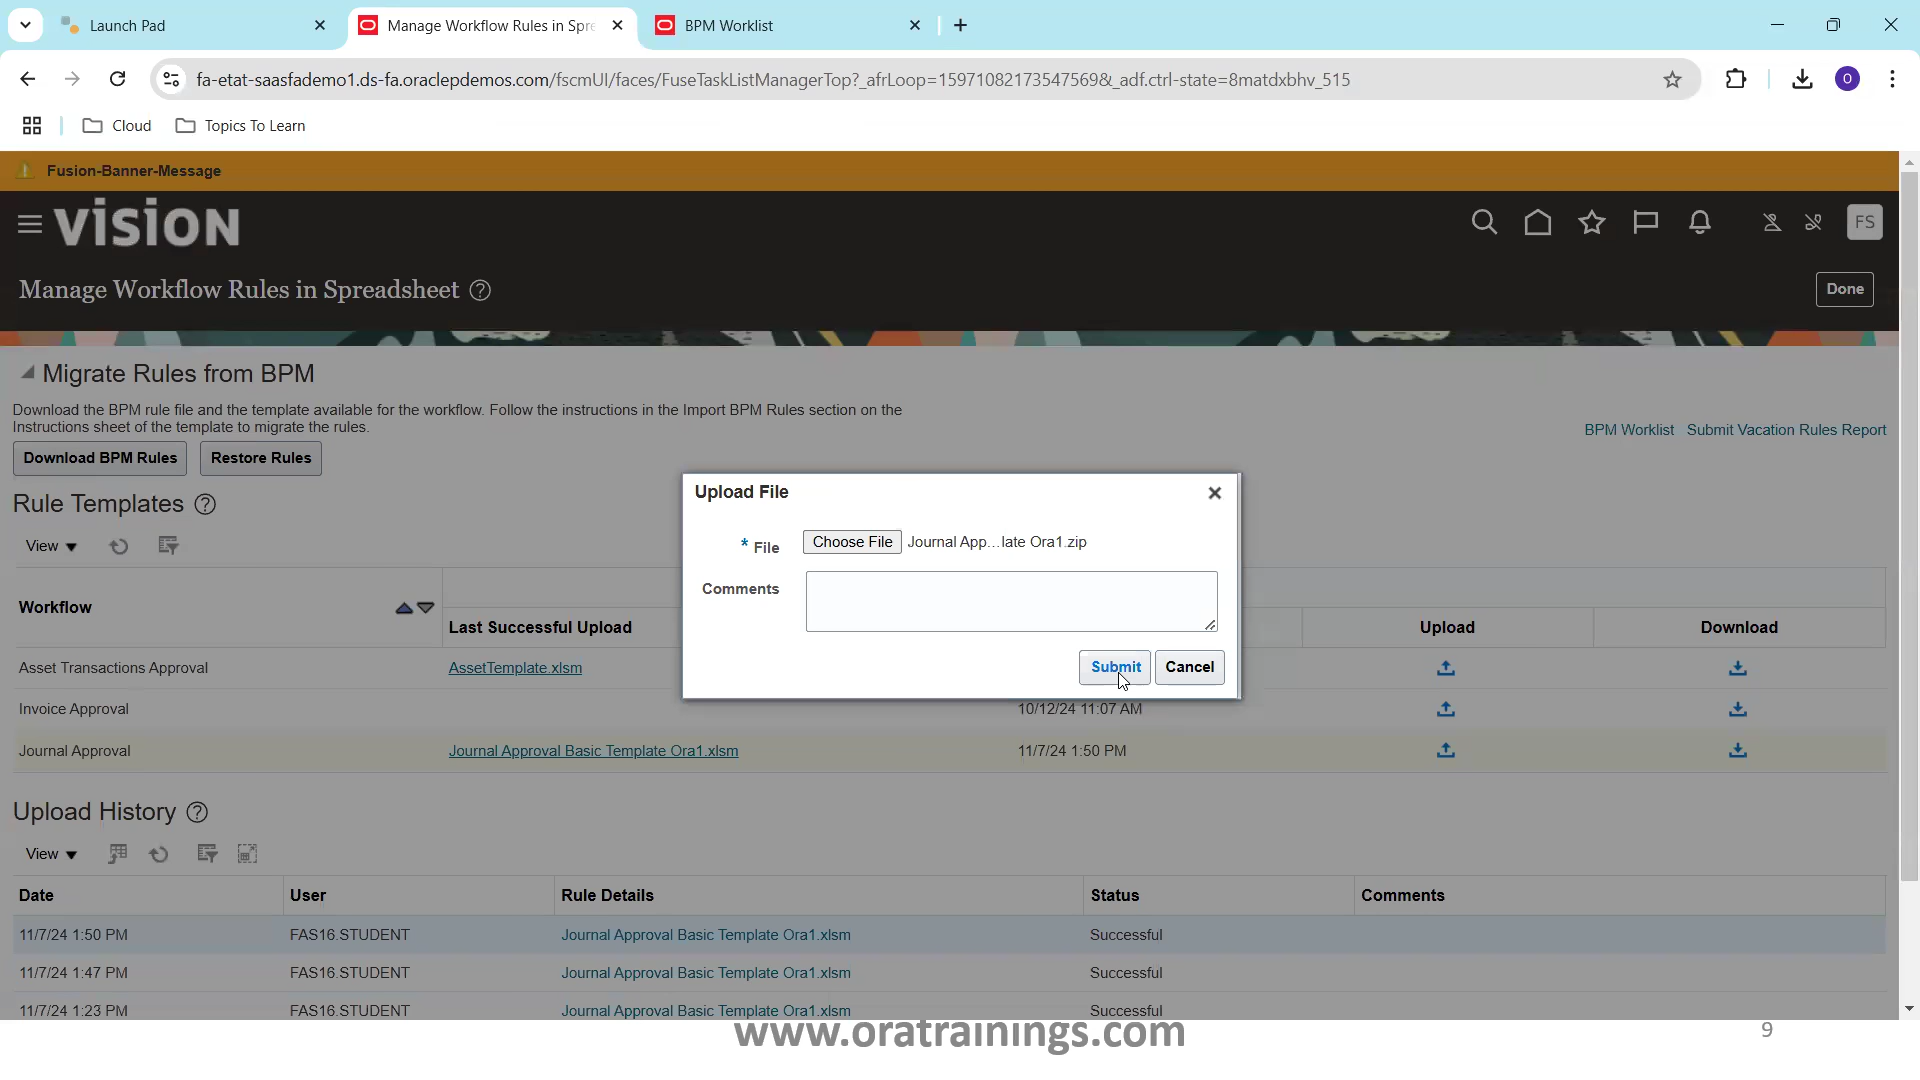 Launch Pad
Manage Workflow Rules in Spre
BPM Worklist
fa-etat-saasfademo1.ds-fa.oraclepdemos.com/fscmUI/faces/FuseTaskListManagerTop?_afrLoop=15971082173547569&_adf.ctrl-state=8matdxbhv_515
O
Cloud
Topics To Learn
Fusion-Banner-Message
VISION
FS
Manage Workflow Rules in Spreadsheet
Done
Migrate Rules from BPM
Download the BPM rule file and the template available for the workflow. Follow the instructions in the Import BPM Rules section on the
Instructions sheet of the template to migrate the rules.
BPM Worklist Submit Vacation Rules Report
Download BPM Rules Restore Rules
Rule Templates
View
Upload File
* File Choose File Journal App...late Ora1.zip
Comments
Submit Cancel
Workflow
Last Successful Upload Upload Download
Asset Transactions Approval AssetTemplate.xlsm
Invoice Approval 10/12/24 11:07 AM
Journal Approval Journal Approval Basic Template Ora1.xlsm 11/7/24 1:50 PM
Upload History
View
Date User Rule Details Status Comments
11/7/24 1:50 PM FAS16.STUDENT Journal Approval Basic Template Ora1.xlsm Successful
11/7/24 1:47 PM FAS16.STUDENT Journal Approval Basic Template Ora1.xlsm Successful
11/7/24 1:23 PM FAS16.STUDENT Journal Approval Basic Template Ora1.xlsm Successful
www.oratrainings.com
9